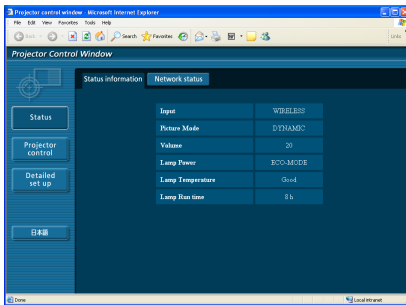 Projector control window - Microsoft Internet Explorer
File Edit View Favorites Tools Help
Back Search Favorites Links
Projector Control Window
Status information Network status
Status
Projector control
Detailed set up
日本語
Input WIRELESS
Picture Mode DYNAMIC
Volume 20
Lamp Power ECO-MODE
Lamp Temperature Good
Lamp Run time 8 h
Done Local intranet